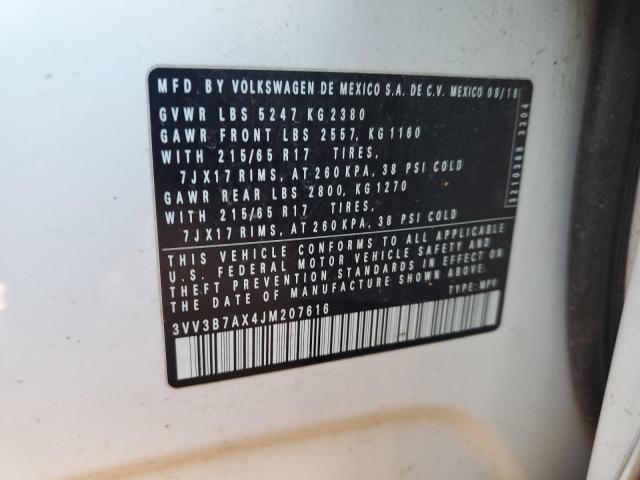 MFD. BY VOLKSWAGEN DE MEXICO S.A. DE C.V. MEXICO 08/18
GVWR LBS 5247 KG 2380
GAWR FRONT LBS 2557, KG 1160
WITH 215/65 R17 TIRES,
7JX17 RIMS, AT 260 KPA, 38 PSI COLD
GAWR REAR LBS 2800, KG 1270
WITH 215/65 R17 TIRES,
7JX17 RIMS, AT 260 KPA, 38 PSI COLD
THIS VEHICLE CONFORMS TO ALL APPLICABLE
U.S. FEDERAL MOTOR VEHICLE SAFETY AND
THEFT PREVENTION STANDARDS IN EFFECT ON
THE DATE OF MANUFACTURE SHOWN ABOVE
3VV3B7AX4JM207616 TYPE: MPV
3210388 3304